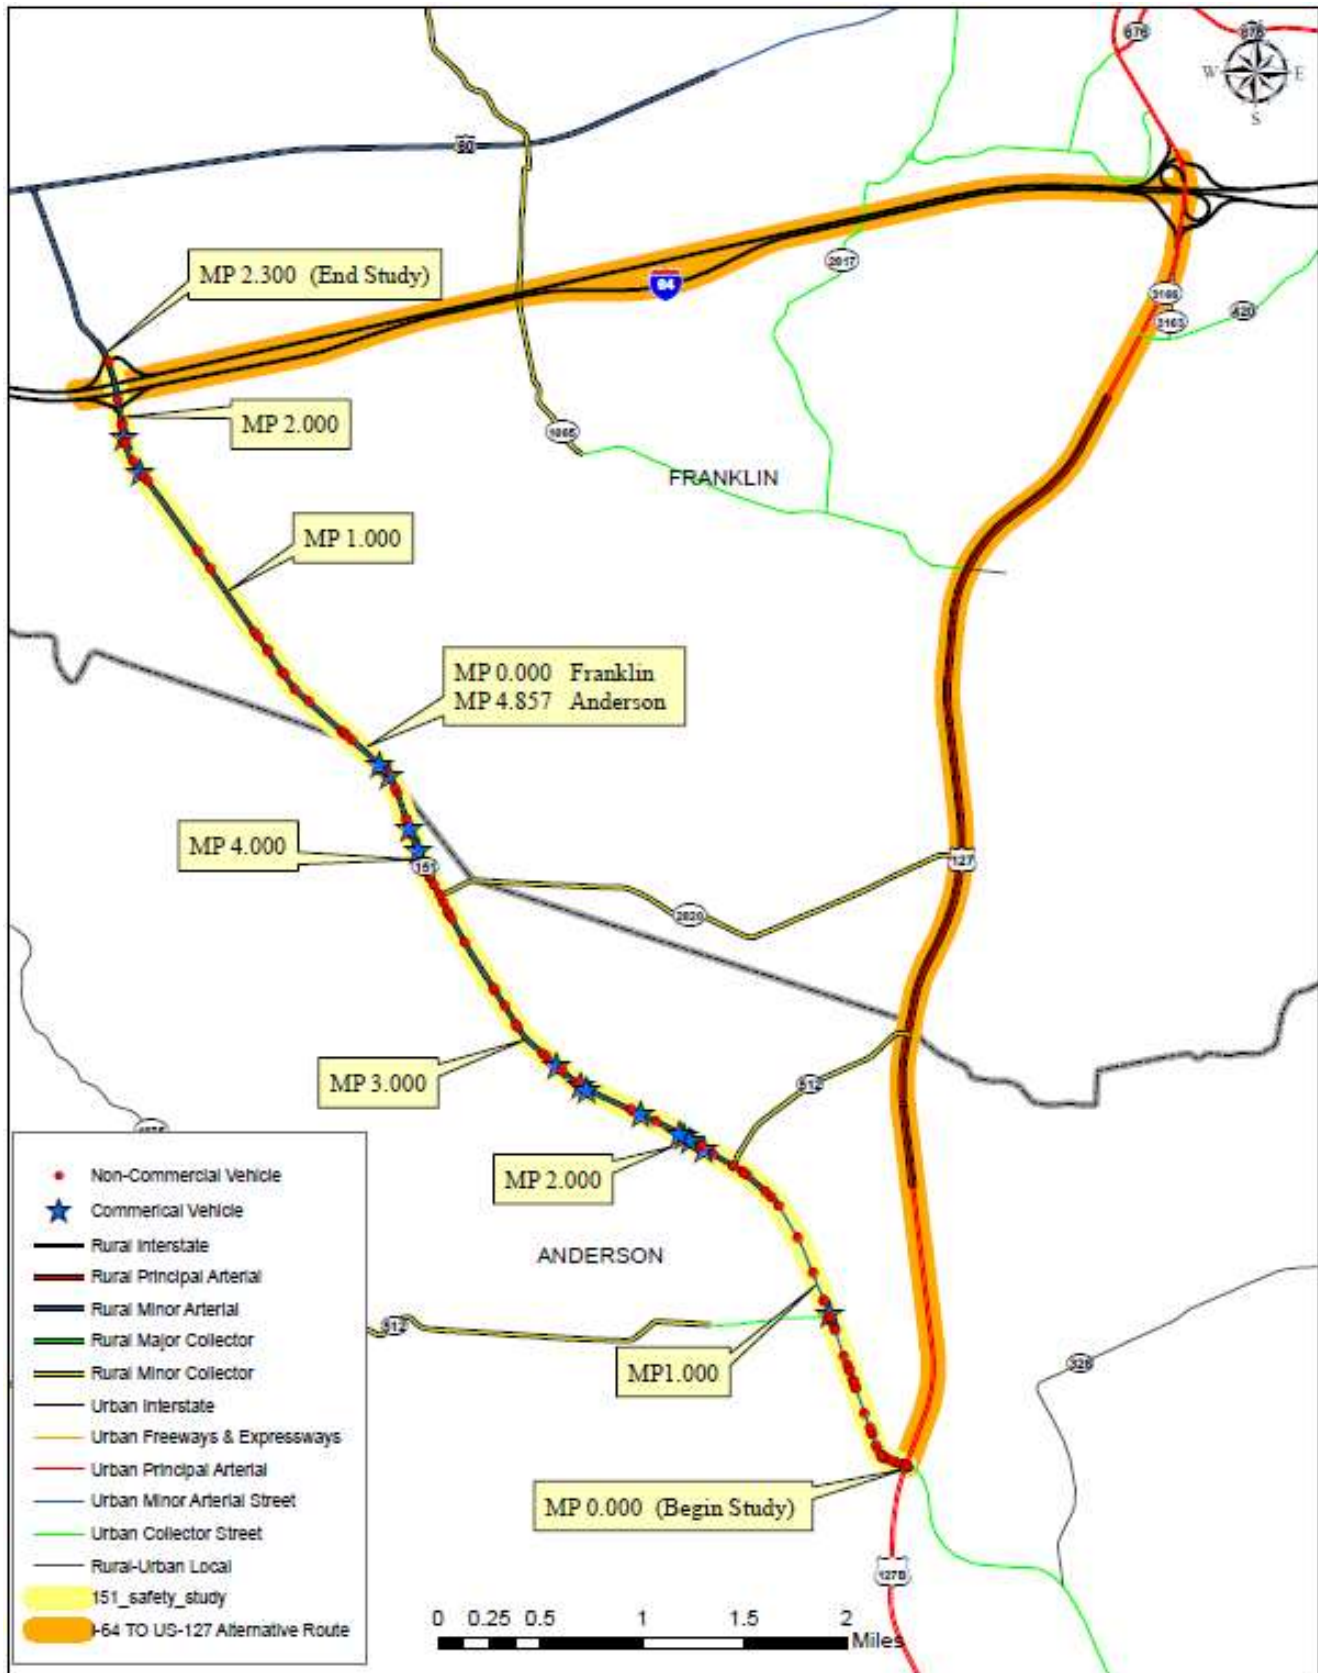 676
676
W
E
S
60
MP 2.300 (End Study)
64
2817
3166
3163
420
MP 2.000
1665
FRANKLIN
MP 1.000
MP 0.000 Franklin
MP 4.857 Anderson
MP 4.000
151
127
2820
MP 3.000
512
MP 2.000
ANDERSON
512
MP1.000
326
MP 0.000 (Begin Study)
127B
Non-Commercial Vehicle
Commerical Vehicle
Rural Interstate
Rural Principal Arterial
Rural Minor Arterial
Rural Major Collector
Rural Minor Collector
Urban Interstate
Urban Freeways & Expressways
Urban Principal Arterial
Urban Minor Arterial Street
Urban Collector Street
Rural-Urban Local
151_safety_study
I-64 TO US-127 Alternative Route
0 0.25 0.5 1 1.5 2
Miles